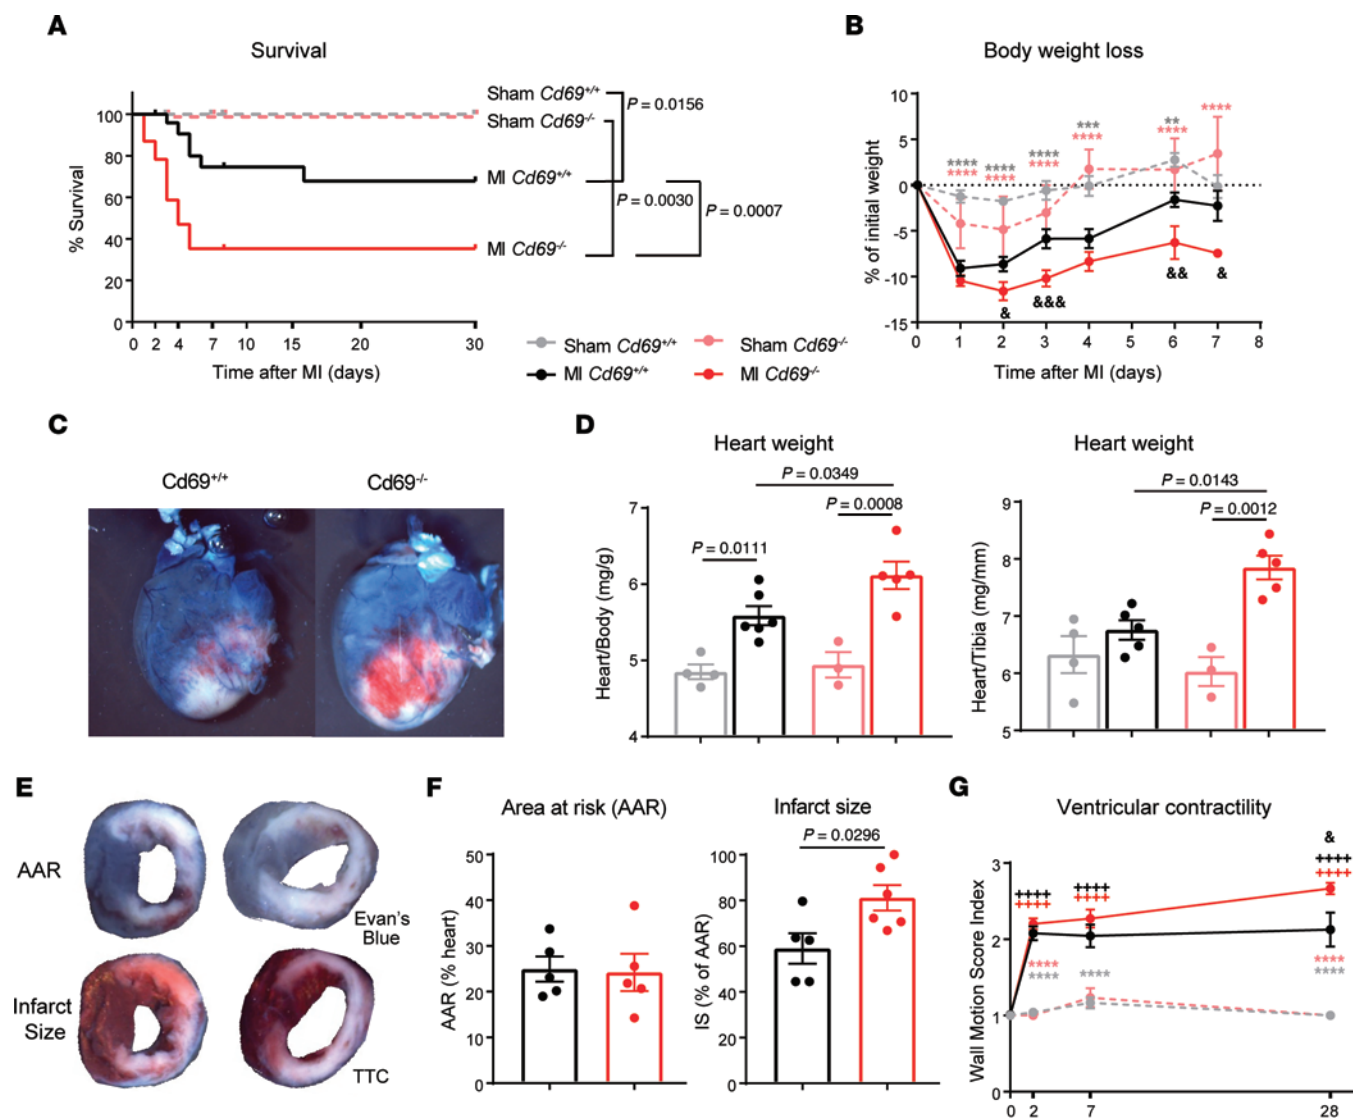 A
Survival
% Survival
100
80
60
40
20
0
0 2 4 7 10 15 20 30
Time after MI (days)
Sham Cd69+/+
Sham Cd69-/-
MI Cd69+/+
MI Cd69-/-
P = 0.0156
P = 0.0030
P = 0.0007
B
Body weight loss
% of initial weight
10
5
0
-5
-10
-15
0 1 2 3 4 5 6 7 8
Time after MI (days)
**** **** **** *** ** ****
**** **** **** **** ****
& &&& && &
Sham Cd69+/+ Sham Cd69-/-
MI Cd69+/+ MI Cd69-/-
C
Cd69+/+ Cd69-/-
D
Heart weight
Heart/Body (mg/g)
7
6
5
4
P = 0.0349
P = 0.0008
P = 0.0111
Heart weight
Heart/Tibia (mg/mm)
9
8
7
6
5
P = 0.0143
P = 0.0012
E
AAR
Evan's
Blue
Infarct
Size
TTC
F
Area at risk (AAR)
AAR (% heart)
50
40
30
20
10
0
Infarct size
P = 0.0296
IS (% of AAR)
100
80
60
40
20
0
G
Ventricular contractility
Wall Motion Score Index
3
2
1
0
0 2 7 28
&
++++ ++++ ++++
++++ ++++ ++++
**** **** ****
**** ****